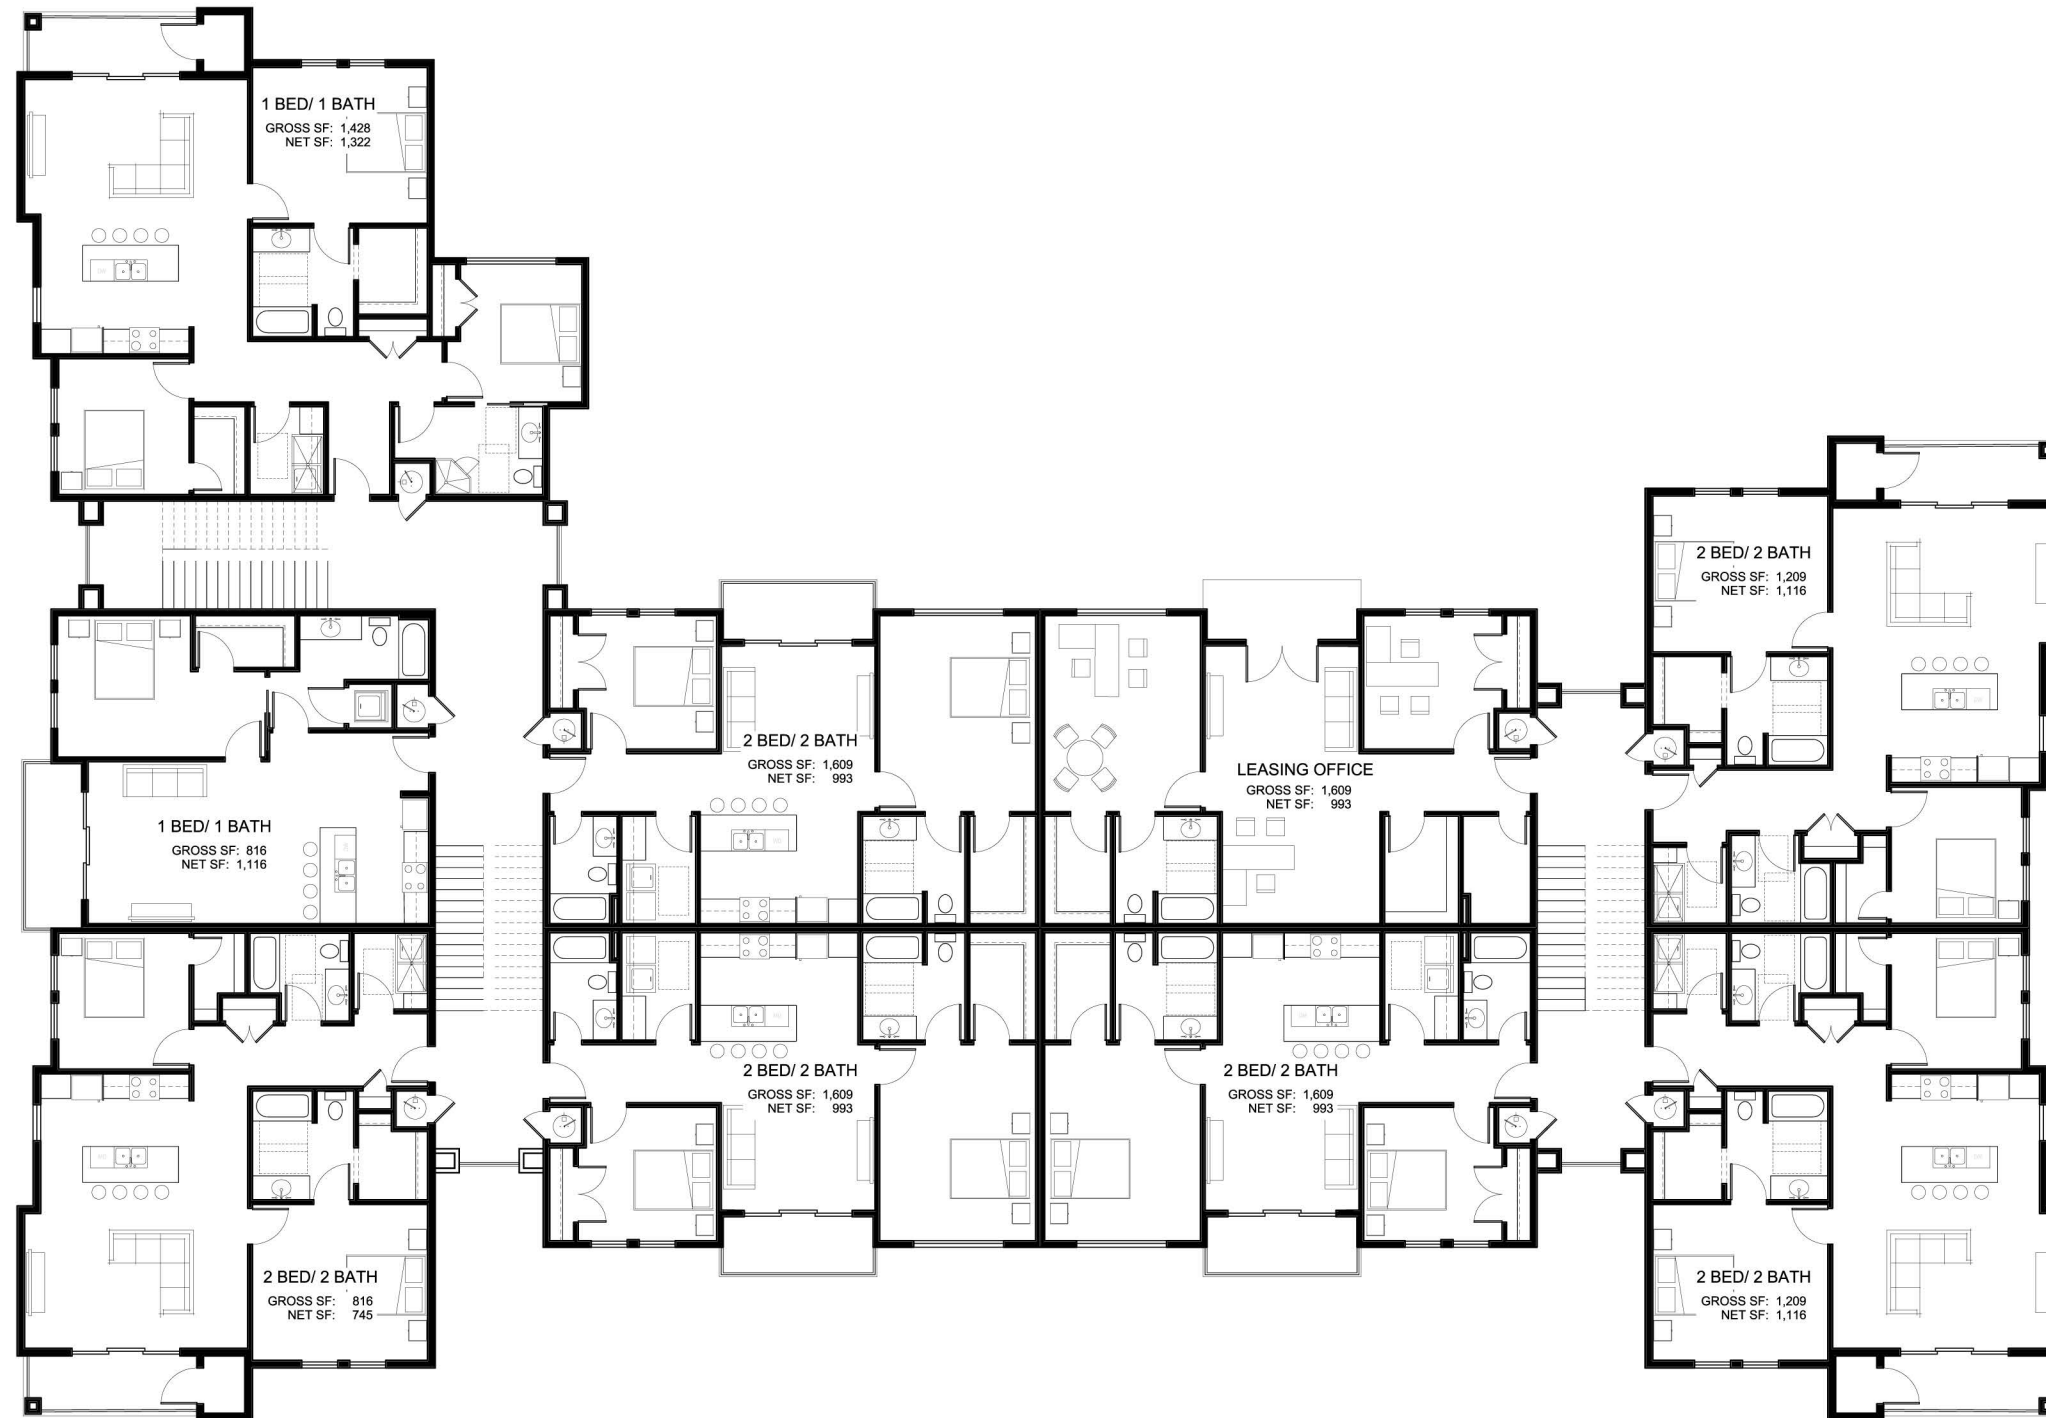 1 BED/ 1 BATH
GROSS SF: 1,428
NET SF: 1,322
2 BED/ 2 BATH
GROSS SF: 1,209
NET SF: 1,116
2 BED/ 2 BATH
GROSS SF: 1,609
NET SF: 993
LEASING OFFICE
GROSS SF: 1,609
NET SF: 993
1 BED/ 1 BATH
GROSS SF: 816
NET SF: 1,116
2 BED/ 2 BATH
GROSS SF: 1,609
NET SF: 993
2 BED/ 2 BATH
GROSS SF: 1,609
NET SF: 993
2 BED/ 2 BATH
GROSS SF: 816
NET SF: 745
2 BED/ 2 BATH
GROSS SF: 1,209
NET SF: 1,116